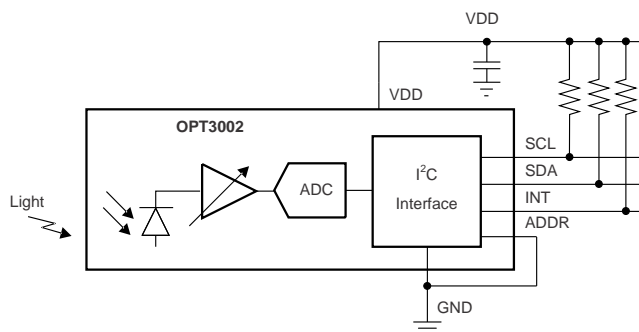 VDD
VDD
OPT3002
SCL
SDA
INT
ADDR
I²C
Interface
ADC
Light
GND